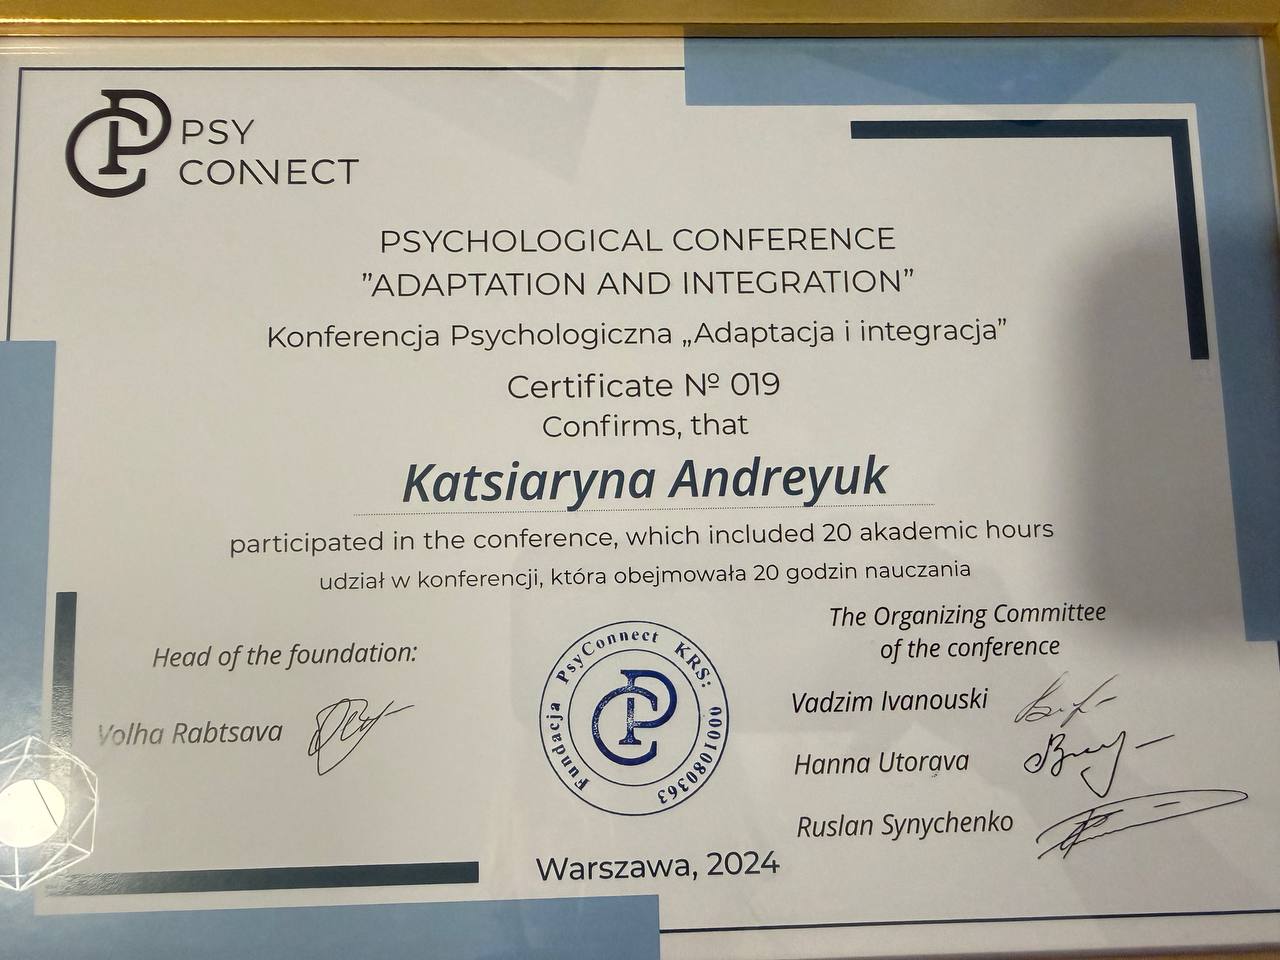 PSY
CONNECT
PSYCHOLOGICAL CONFERENCE
"ADAPTATION AND INTEGRATION"
Konferencja Psychologiczna „Adaptacja i integracja”
Certificate № 019
Confirms, that
Katsiaryna Andreyuk
participated in the conference, which included 20 akademic hours
udział w konferencji, która obejmowała 20 godzin nauczania
Head of the foundation:
Volha Rabtsava
Fundacja PsyConnect KRS: 0001080363
The Organizing Committee
of the conference
Vadzim Ivanouski
Hanna Utorava
Ruslan Synychenko
Warszawa, 2024